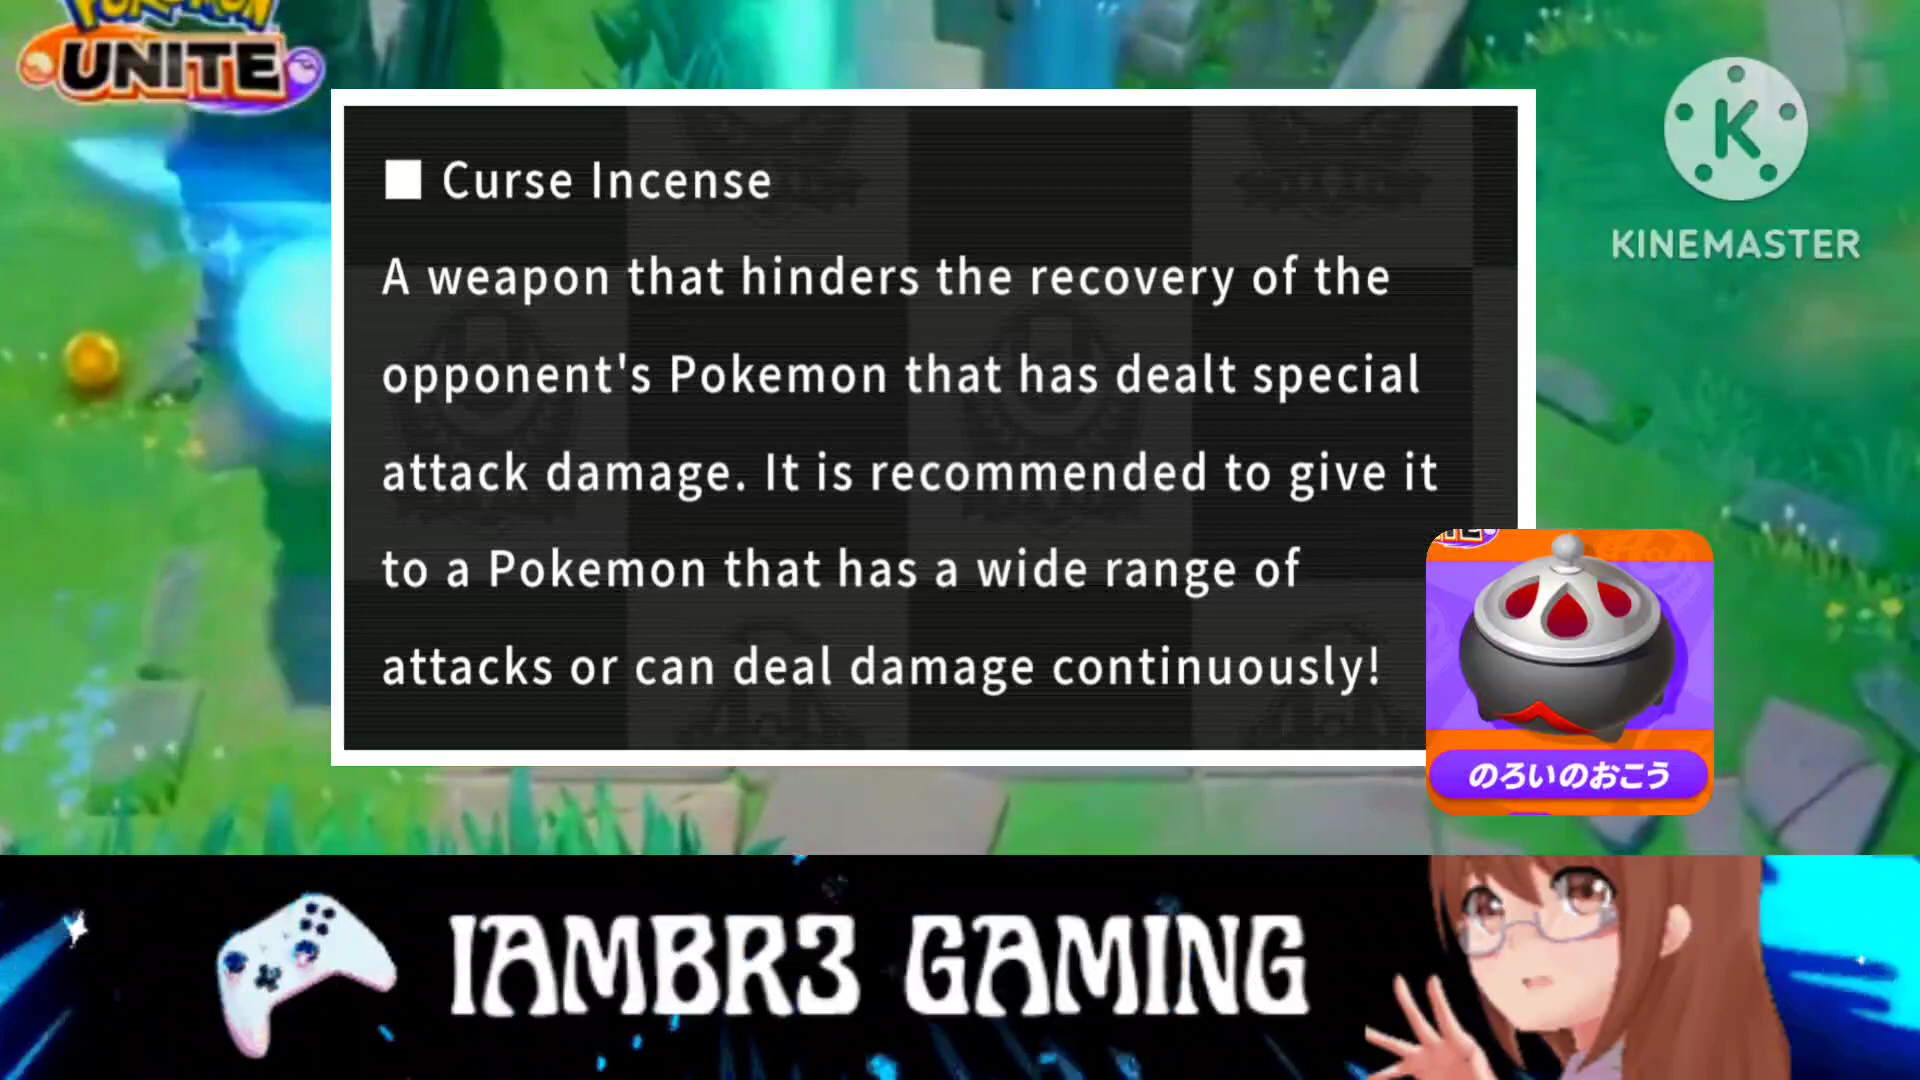 POKÉMON
UNITE
K
KINEMASTER
■ Curse Incense
A weapon that hinders the recovery of the
opponent's Pokemon that has dealt special
attack damage. It is recommended to give it
to a Pokemon that has a wide range of
attacks or can deal damage continuously!
のろいのおこう
IAMBR3 GAMING